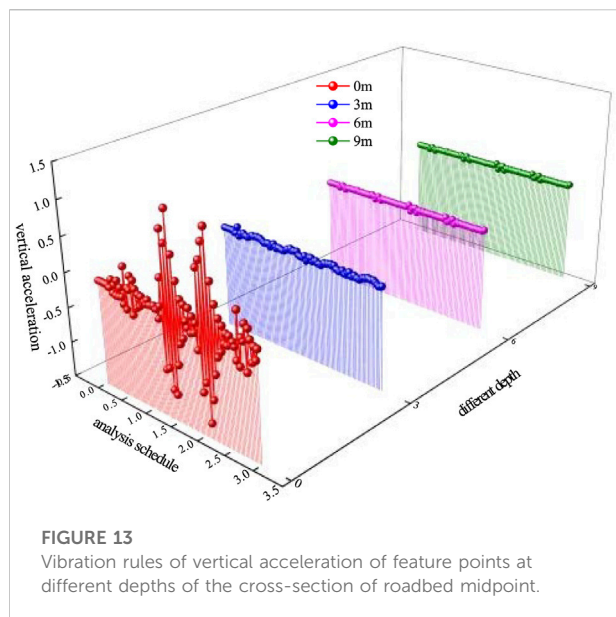 0m
3m
6m
9m
1.5
1.0
0.5
0.0
-0.5
-1.0
vertical acceleration
0.0
0.5
1.0
1.5
2.0
2.5
3.0
3.5
analysis schedule
0
3
6
9
different depth
FIGURE 13
Vibration rules of vertical acceleration of feature points at
different depths of the cross-section of roadbed midpoint.